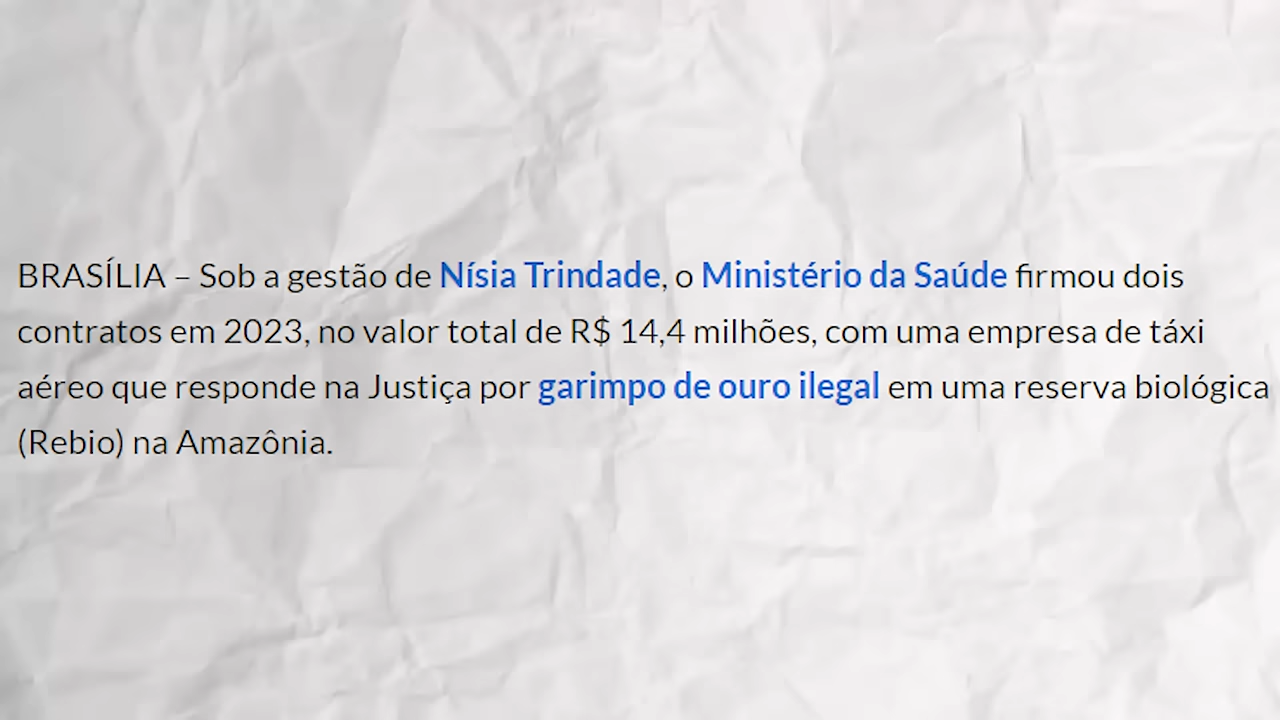 BRASÍLIA – Sob a gestão de Nísia Trindade, o Ministério da Saúde firmou dois
contratos em 2023, no valor total de R$ 14,4 milhões, com uma empresa de táxi
aéreo que responde na Justiça por garimpo de ouro ilegal em uma reserva biológica
(Rebio) na Amazônia.